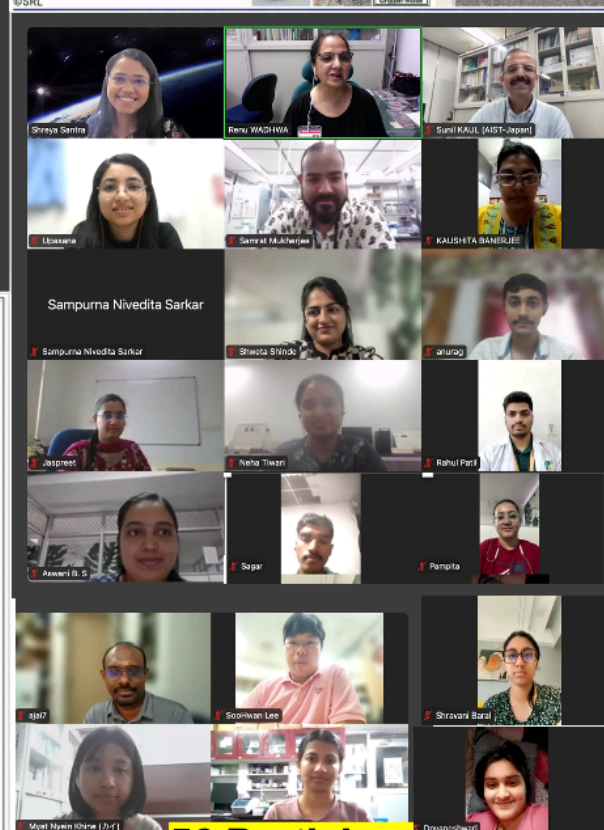 ©SRL
Shreya Santra
Renu WADHWA
Sunil KAUL (AIST-Japan)
Upasana
Samrat Mukherjee
KAUSHITA BANERJEE
Sampurna Nivedita Sarkar
Sampurna Nivedita Sarkar
Shweta Shinde
anurag
Jaspreet
Neha Tiwari
Rahul Patil
Aswani B. S
Sagar
Pampita
ajai7
SooHwan Lee
Shravani Baral
Myat Nyein Khine